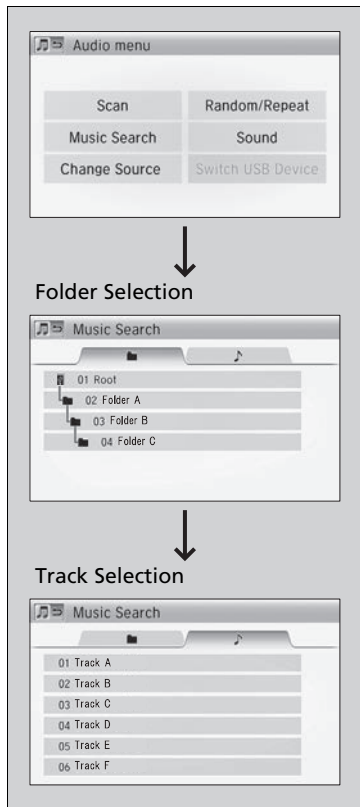 Audio menu
Scan Random/Repeat
Music Search Sound
Change Source Switch USB Device
Folder Selection
Music Search
01 Root
02 Folder A
03 Folder B
04 Folder C
Track Selection
Music Search
01 Track A
02 Track B
03 Track C
04 Track D
05 Track E
06 Track F